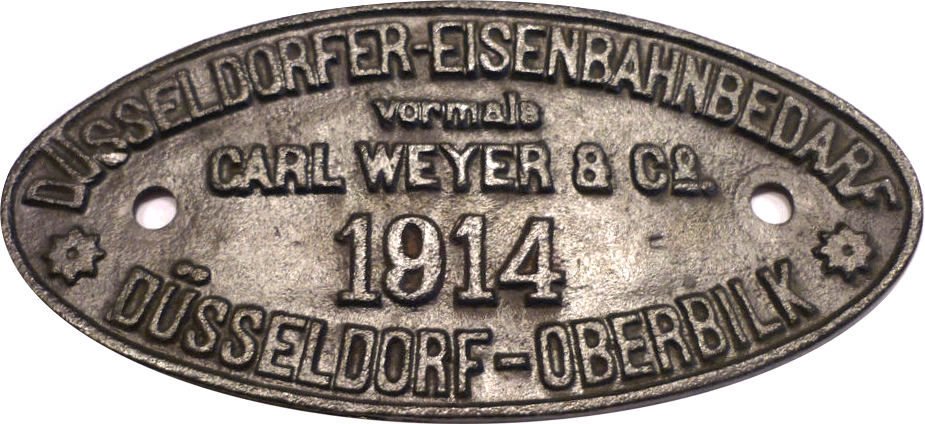 DÜSSELDORFER-EISENBAHNBEDARF
vormals
CARL WEYER & Co.
1914
DÜSSELDORF-OBERBILK